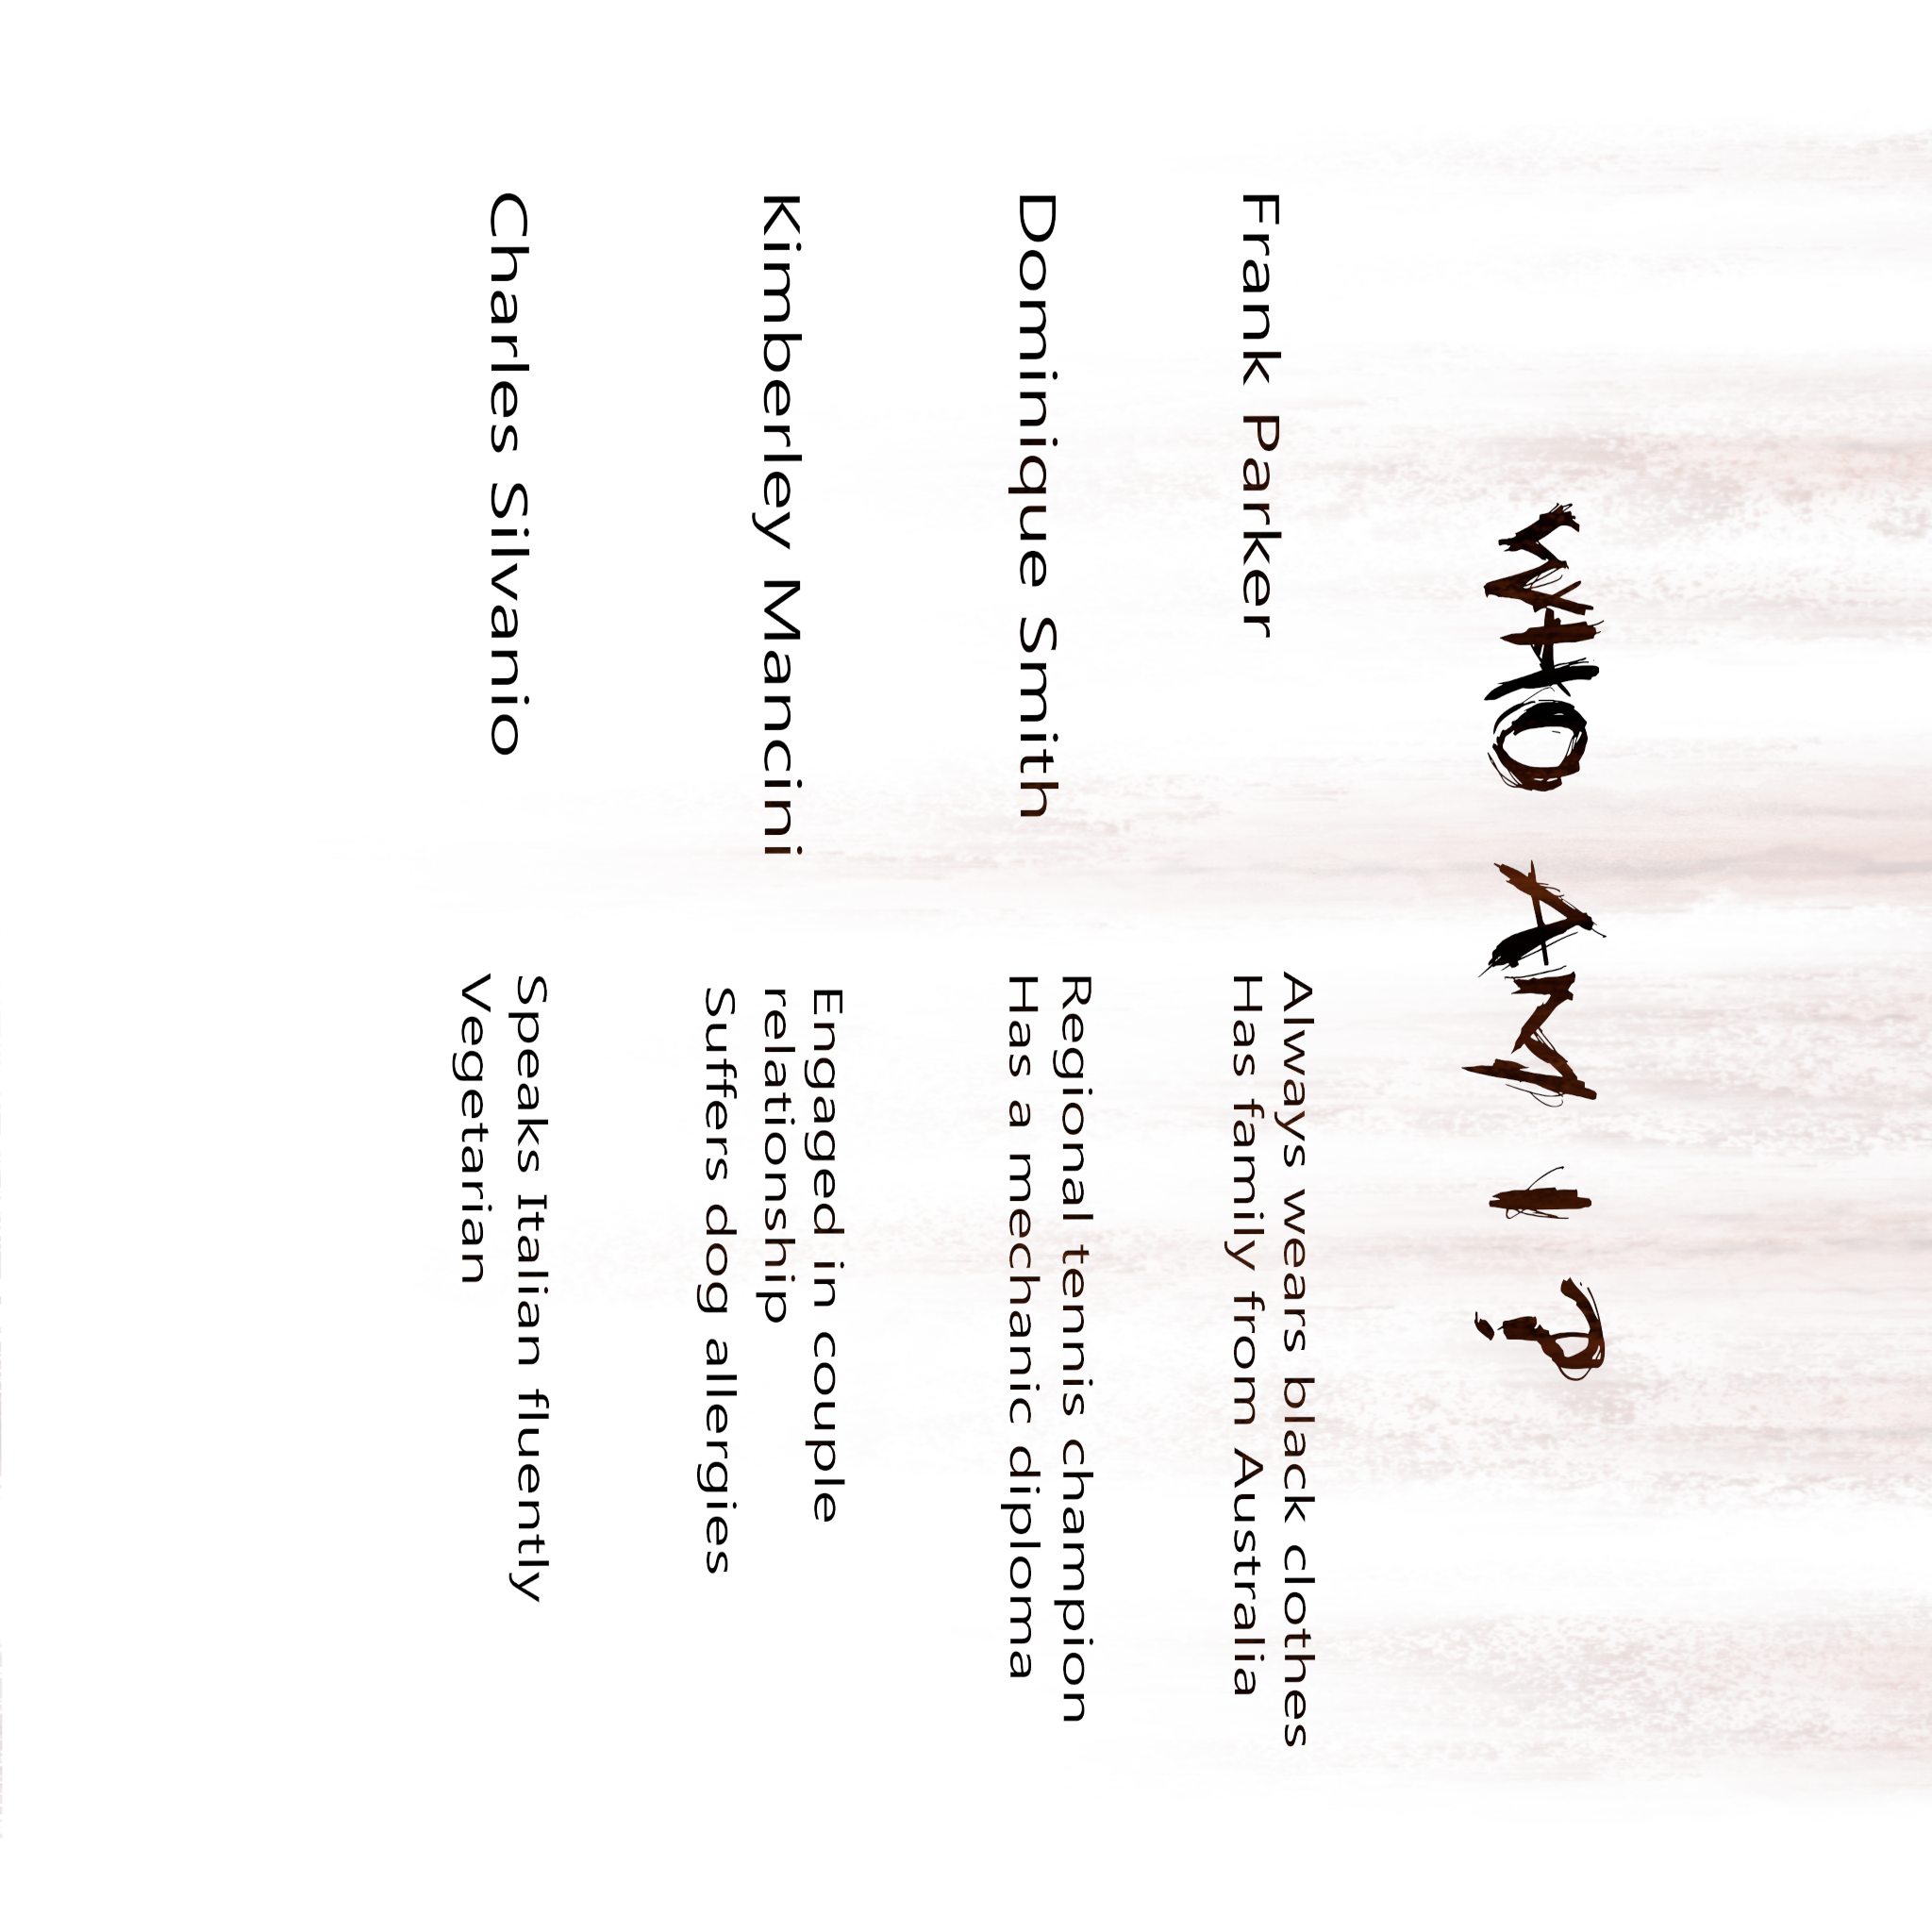 WHO AM I ?
Frank Parker
Always wears black clothes
Has family from Australia
Dominique Smith
Regional tennis champion
Has a mechanic diploma
Kimberley Mancini
Engaged in couple
relationship
Suffers dog allergies
Charles Silvanio
Speaks Italian fluently
Vegetarian